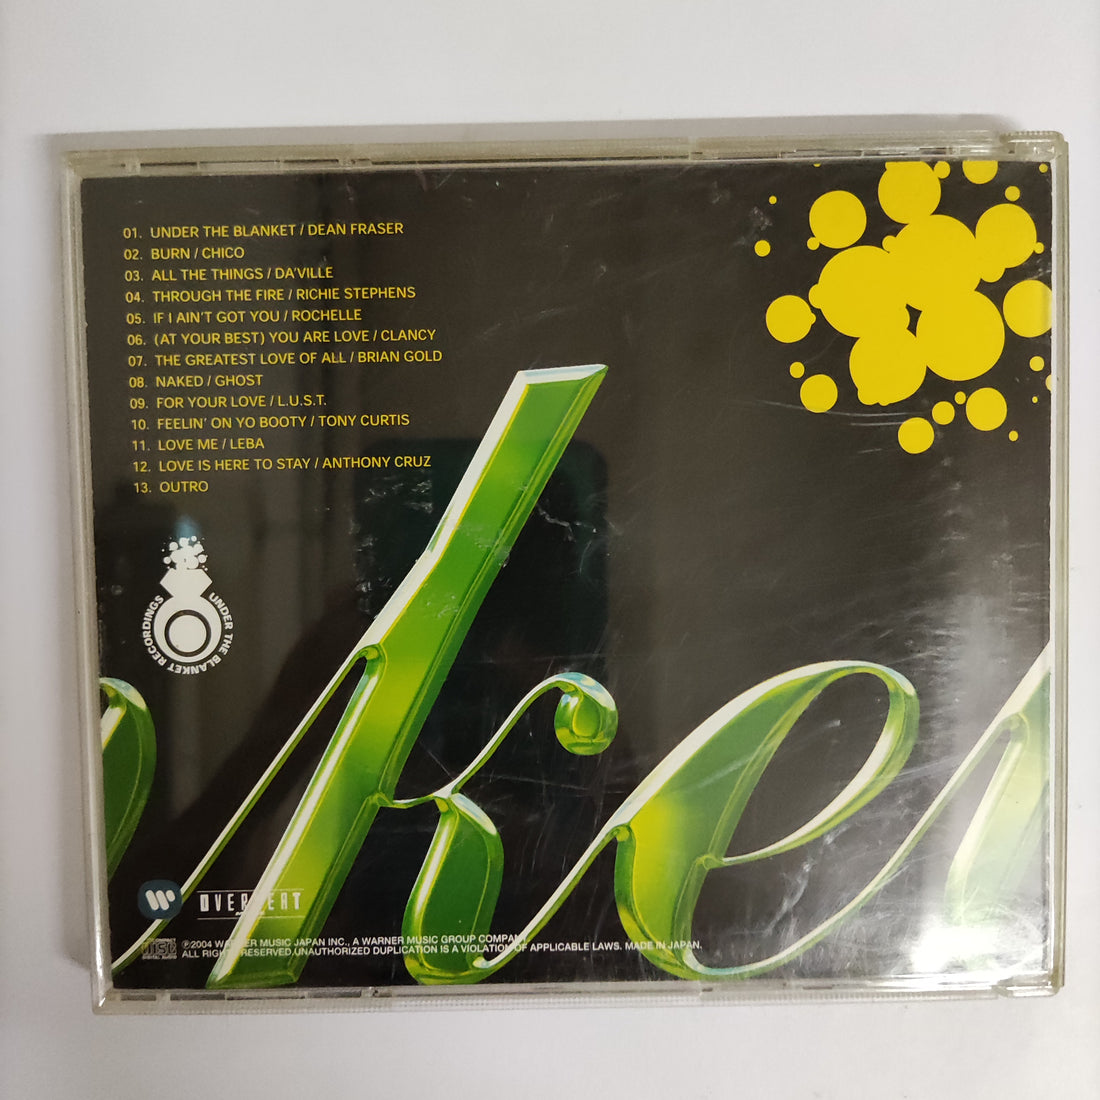 01. UNDER THE BLANKET / DEAN FRASER
02. BURN / CHICO
03. ALL THE THINGS / DA'VILLE
04. THROUGH THE FIRE / RICHIE STEPHENS
05. IF I AIN'T GOT YOU / ROCHELLE
06. (AT YOUR BEST) YOU ARE LOVE / CLANCY
07. THE GREATEST LOVE OF ALL / BRIAN GOLD
08. NAKED / GHOST
09. FOR YOUR LOVE / L.U.S.T.
10. FEELIN' ON YO BOOTY / TONY CURTIS
11. LOVE ME / LEBA
12. LOVE IS HERE TO STAY / ANTHONY CRUZ
13. OUTRO
UNDER THE BLANKET RECORDINGS
ke
OVERHEAT
DIGITAL AUDIO
℗2004 WARNER MUSIC JAPAN INC., A WARNER MUSIC GROUP COMPANY
ALL RIGHTS RESERVED.UNAUTHORIZED DUPLICATION IS A VIOLATION OF APPLICABLE LAWS. MADE IN JAPAN.